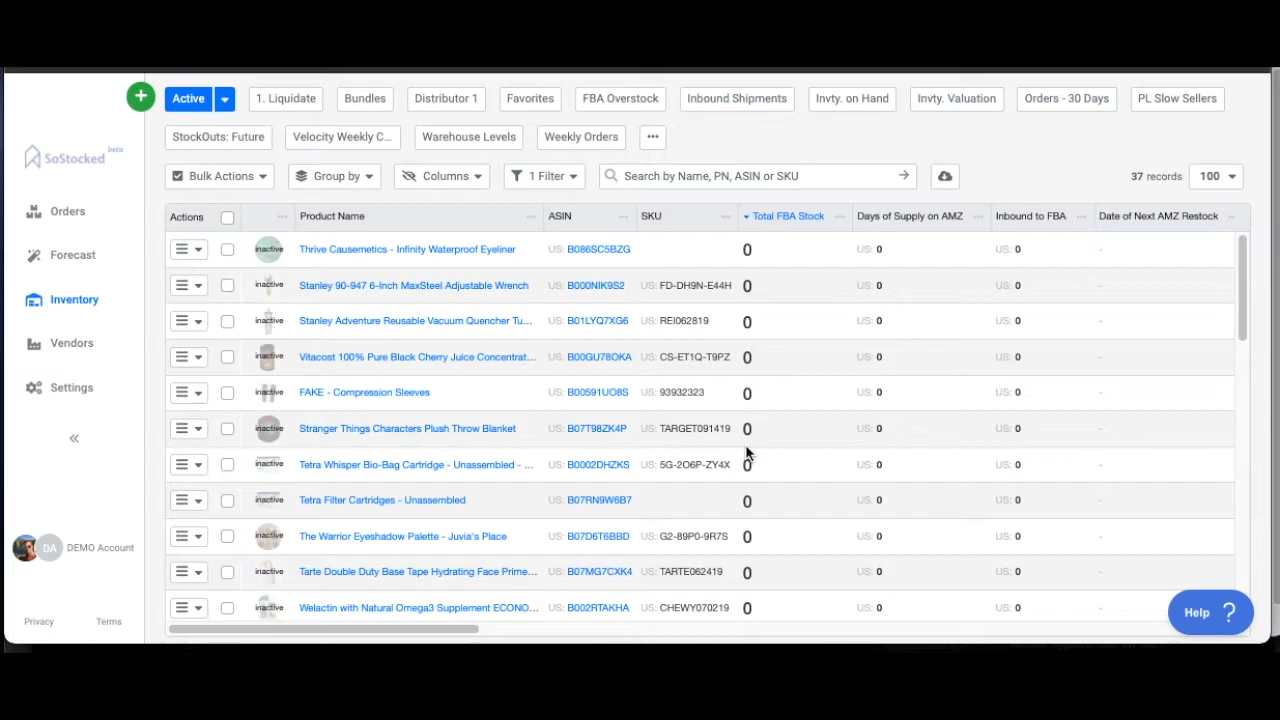 + Active 1. Liquidate Bundles Distributor 1 Favorites FBA Overstock Inbound Shipments Invty. on Hand Invty. Valuation Orders - 30 Days PL Slow Sellers
StockOuts: Future Velocity Weekly C... Warehouse Levels Weekly Orders ...
SoStocked beta
Bulk Actions Group by Columns 1 Filter Search by Name, PN, ASIN or SKU 37 records 100
Orders
Forecast
Inventory
Vendors
Settings
DA DEMO Account
Privacy Terms
Actions Product Name ASIN SKU Total FBA Stock Days of Supply on AMZ Inbound to FBA Date of Next AMZ Restock
inactive Thrive Causemetics - Infinity Waterproof Eyeliner US: B086SC5BZG 0 US: 0 US: 0 -
inactive Stanley 90-947 6-Inch MaxSteel Adjustable Wrench US: B000NIK9S2 US: FD-DH9N-E44H 0 US: 0 US: 0 -
inactive Stanley Adventure Reusable Vacuum Quencher Tu... US: B01LYQ7XG6 US: REI062819 0 US: 0 US: 0 -
inactive Vitacost 100% Pure Black Cherry Juice Concentrat... US: B00GU78OKA US: CS-ET1Q-T9PZ 0 US: 0 US: 0 -
inactive FAKE - Compression Sleeves US: B00591UO8S US: 93932323 0 US: 0 US: 0 -
inactive Stranger Things Characters Plush Throw Blanket US: B07T98ZK4P US: TARGET091419 0 US: 0 US: 0 -
inactive Tetra Whisper Bio-Bag Cartridge - Unassembled - ... US: B0002DHZKS US: 5G-2O6P-ZY4X 0 US: 0 US: 0 -
inactive Tetra Filter Cartridges - Unassembled US: B07RN9W6B7 0 US: 0 US: 0 -
inactive The Warrior Eyeshadow Palette - Juvia's Place US: B07D6T6BBD US: G2-89P0-9R7S 0 US: 0 US: 0 -
inactive Tarte Double Duty Base Tape Hydrating Face Prime... US: B07MG7CXK4 US: TARTE062419 0 US: 0 US: 0 -
inactive Welactin with Natural Omega3 Supplement ECONO... US: B002RTAKHA US: CHEWY070219 0 US: 0 US: 0 -
Help ?